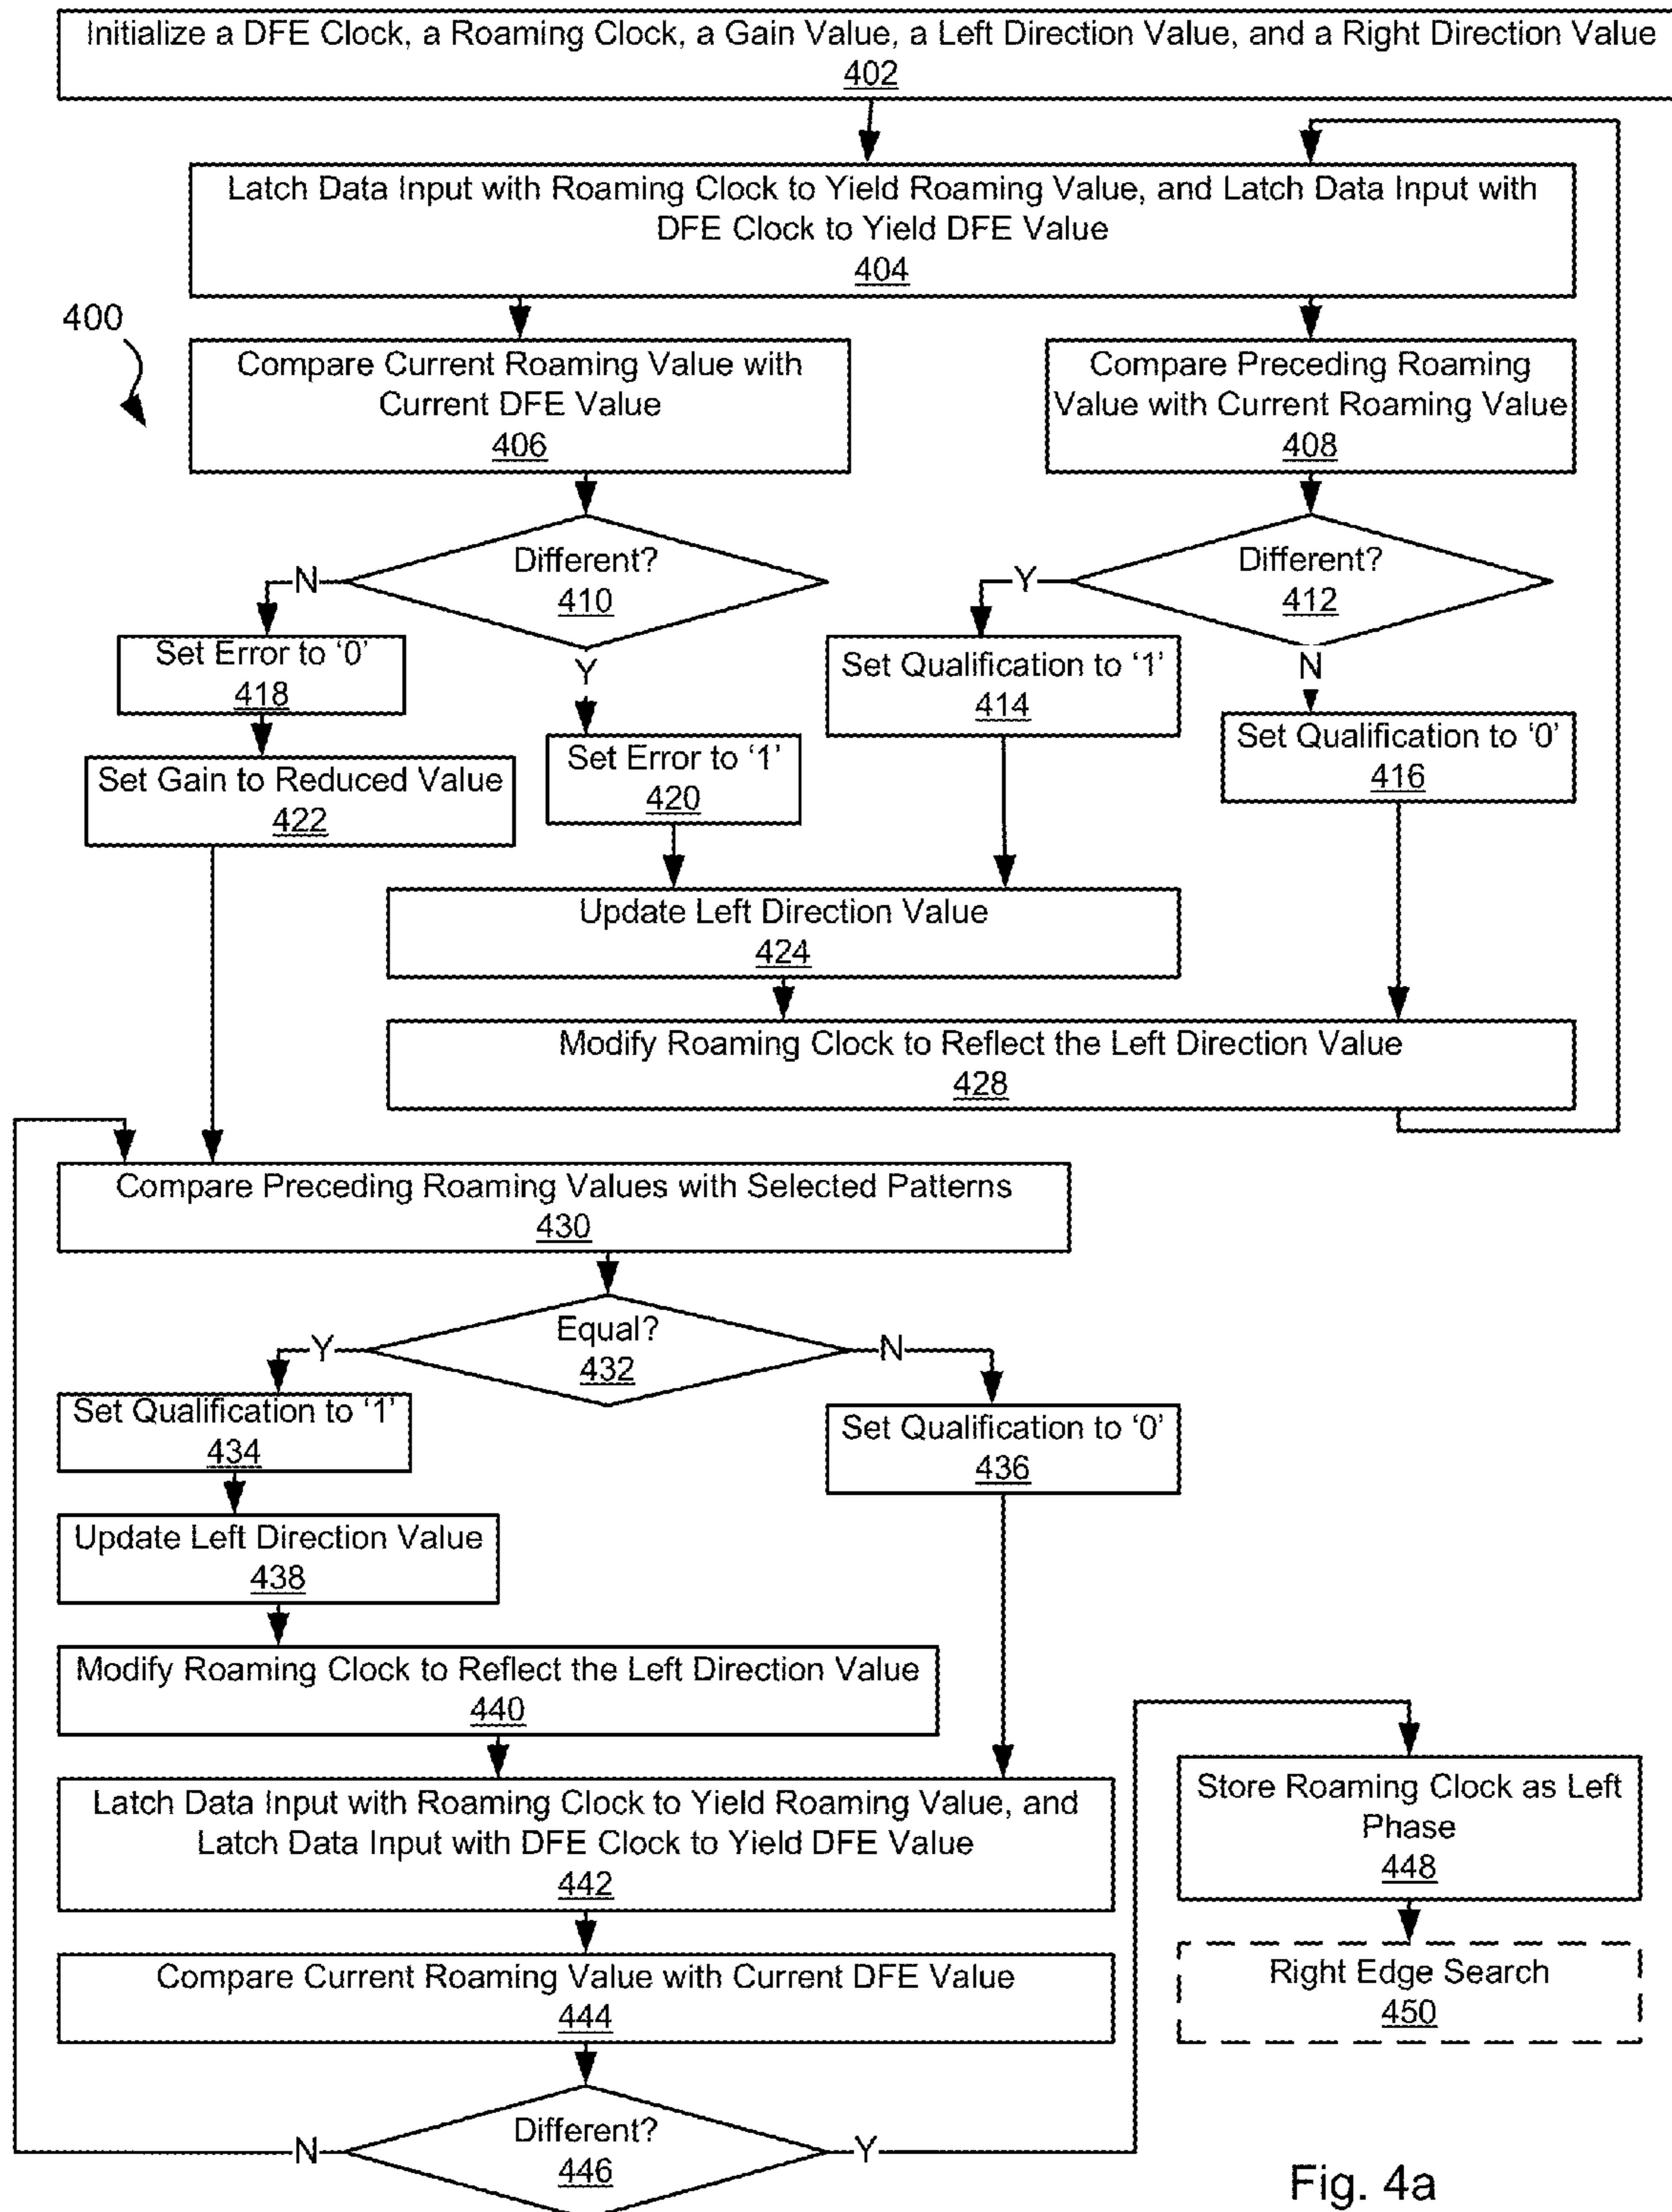 Initialize a DFE Clock, a Roaming Clock, a Gain Value, a Left Direction Value, and a Right Direction Value
402
Latch Data Input with Roaming Clock to Yield Roaming Value, and Latch Data Input with
DFE Clock to Yield DFE Value
404
400
Compare Current Roaming Value with
Current DFE Value
406
Compare Preceding Roaming
Value with Current Roaming Value
408
Different?
410
N
Y
Different?
412
Y
N
Set Error to ‘0’
418
Set Error to ‘1’
420
Set Qualification to ‘1’
414
Set Qualification to ‘0’
416
Set Gain to Reduced Value
422
Update Left Direction Value
424
Modify Roaming Clock to Reflect the Left Direction Value
428
Compare Preceding Roaming Values with Selected Patterns
430
Equal?
432
Y
N
Set Qualification to ‘1’
434
Set Qualification to ‘0’
436
Update Left Direction Value
438
Modify Roaming Clock to Reflect the Left Direction Value
440
Latch Data Input with Roaming Clock to Yield Roaming Value, and
Latch Data Input with DFE Clock to Yield DFE Value
442
Compare Current Roaming Value with Current DFE Value
444
Different?
446
N
Y
Store Roaming Clock as Left
Phase
448
Right Edge Search
450
Fig. 4a